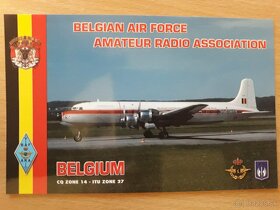 BELGIAN AIR FORCE
AMATEUR RADIO ASSOCIATION
BELGIUM
CQ ZONE 14 - ITU ZONE 27